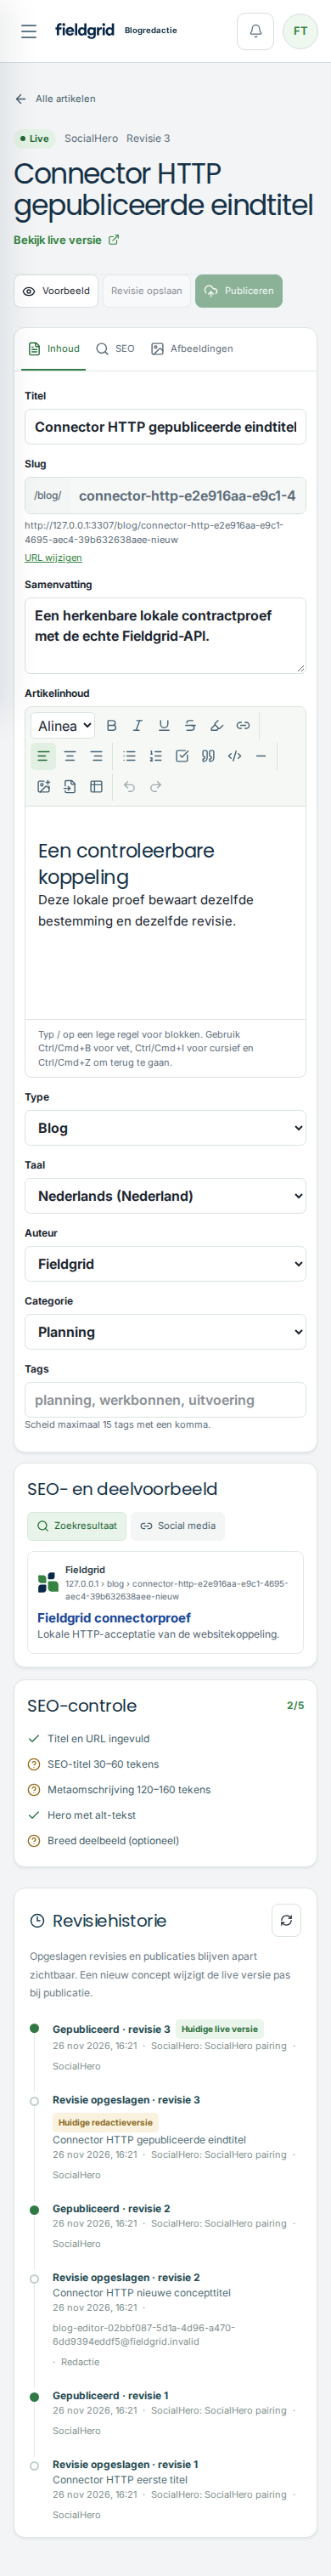 fieldgrid Blogredactie FT
Alle artikelen
Live SocialHero Revisie 3
Connector HTTP
gepubliceerde eindtitel
Bekijk live versie
Voorbeeld Revisie opslaan Publiceren
Inhoud SEO Afbeeldingen
Titel
Connector HTTP gepubliceerde eindtitel
Slug
/blog/ connector-http-e2e916aa-e9c1-4
http://127.0.0.1:3307/blog/connector-http-e2e916aa-e9c1-
4695-aec4-39b632638aee-nieuw
URL wijzigen
Samenvatting
Een herkenbare lokale contractproef
met de echte Fieldgrid-API.
Artikelinhoud
Alinea
Een controleerbare
koppeling
Deze lokale proef bewaart dezelfde
bestemming en dezelfde revisie.
Typ / op een lege regel voor blokken. Gebruik
Ctrl/Cmd+B voor vet, Ctrl/Cmd+I voor cursief en
Ctrl/Cmd+Z om terug te gaan.
Type
Blog
Taal
Nederlands (Nederland)
Auteur
Fieldgrid
Categorie
Planning
Tags
planning, werkbonnen, uitvoering
Scheid maximaal 15 tags met een komma.
SEO- en deelvoorbeeld
Zoekresultaat Social media
Fieldgrid
127.0.0.1 › blog › connector-http-e2e916aa-e9c1-4695-
aec4-39b632638aee-nieuw
Fieldgrid connectorproef
Lokale HTTP-acceptatie van de websitekoppeling.
SEO-controle 2/5
Titel en URL ingevuld
SEO-titel 30–60 tekens
Metaomschrijving 120–160 tekens
Hero met alt-tekst
Breed deelbeeld (optioneel)
Revisiehistorie
Opgeslagen revisies en publicaties blijven apart
zichtbaar. Een nieuw concept wijzigt de live versie pas
bij publicatie.
Gepubliceerd · revisie 3 Huidige live versie
26 nov 2026, 16:21 · SocialHero: SocialHero pairing ·
SocialHero
Revisie opgeslagen · revisie 3
Huidige redactieversie
Connector HTTP gepubliceerde eindtitel
26 nov 2026, 16:21 · SocialHero: SocialHero pairing ·
SocialHero
Gepubliceerd · revisie 2
26 nov 2026, 16:21 · SocialHero: SocialHero pairing ·
SocialHero
Revisie opgeslagen · revisie 2
Connector HTTP nieuwe concepttitel
26 nov 2026, 16:21 ·
blog-editor-02bbf087-5d1a-4d96-a470-
6dd9394eddf5@fieldgrid.invalid
· Redactie
Gepubliceerd · revisie 1
26 nov 2026, 16:21 · SocialHero: SocialHero pairing ·
SocialHero
Revisie opgeslagen · revisie 1
Connector HTTP eerste titel
26 nov 2026, 16:21 · SocialHero: SocialHero pairing ·
SocialHero